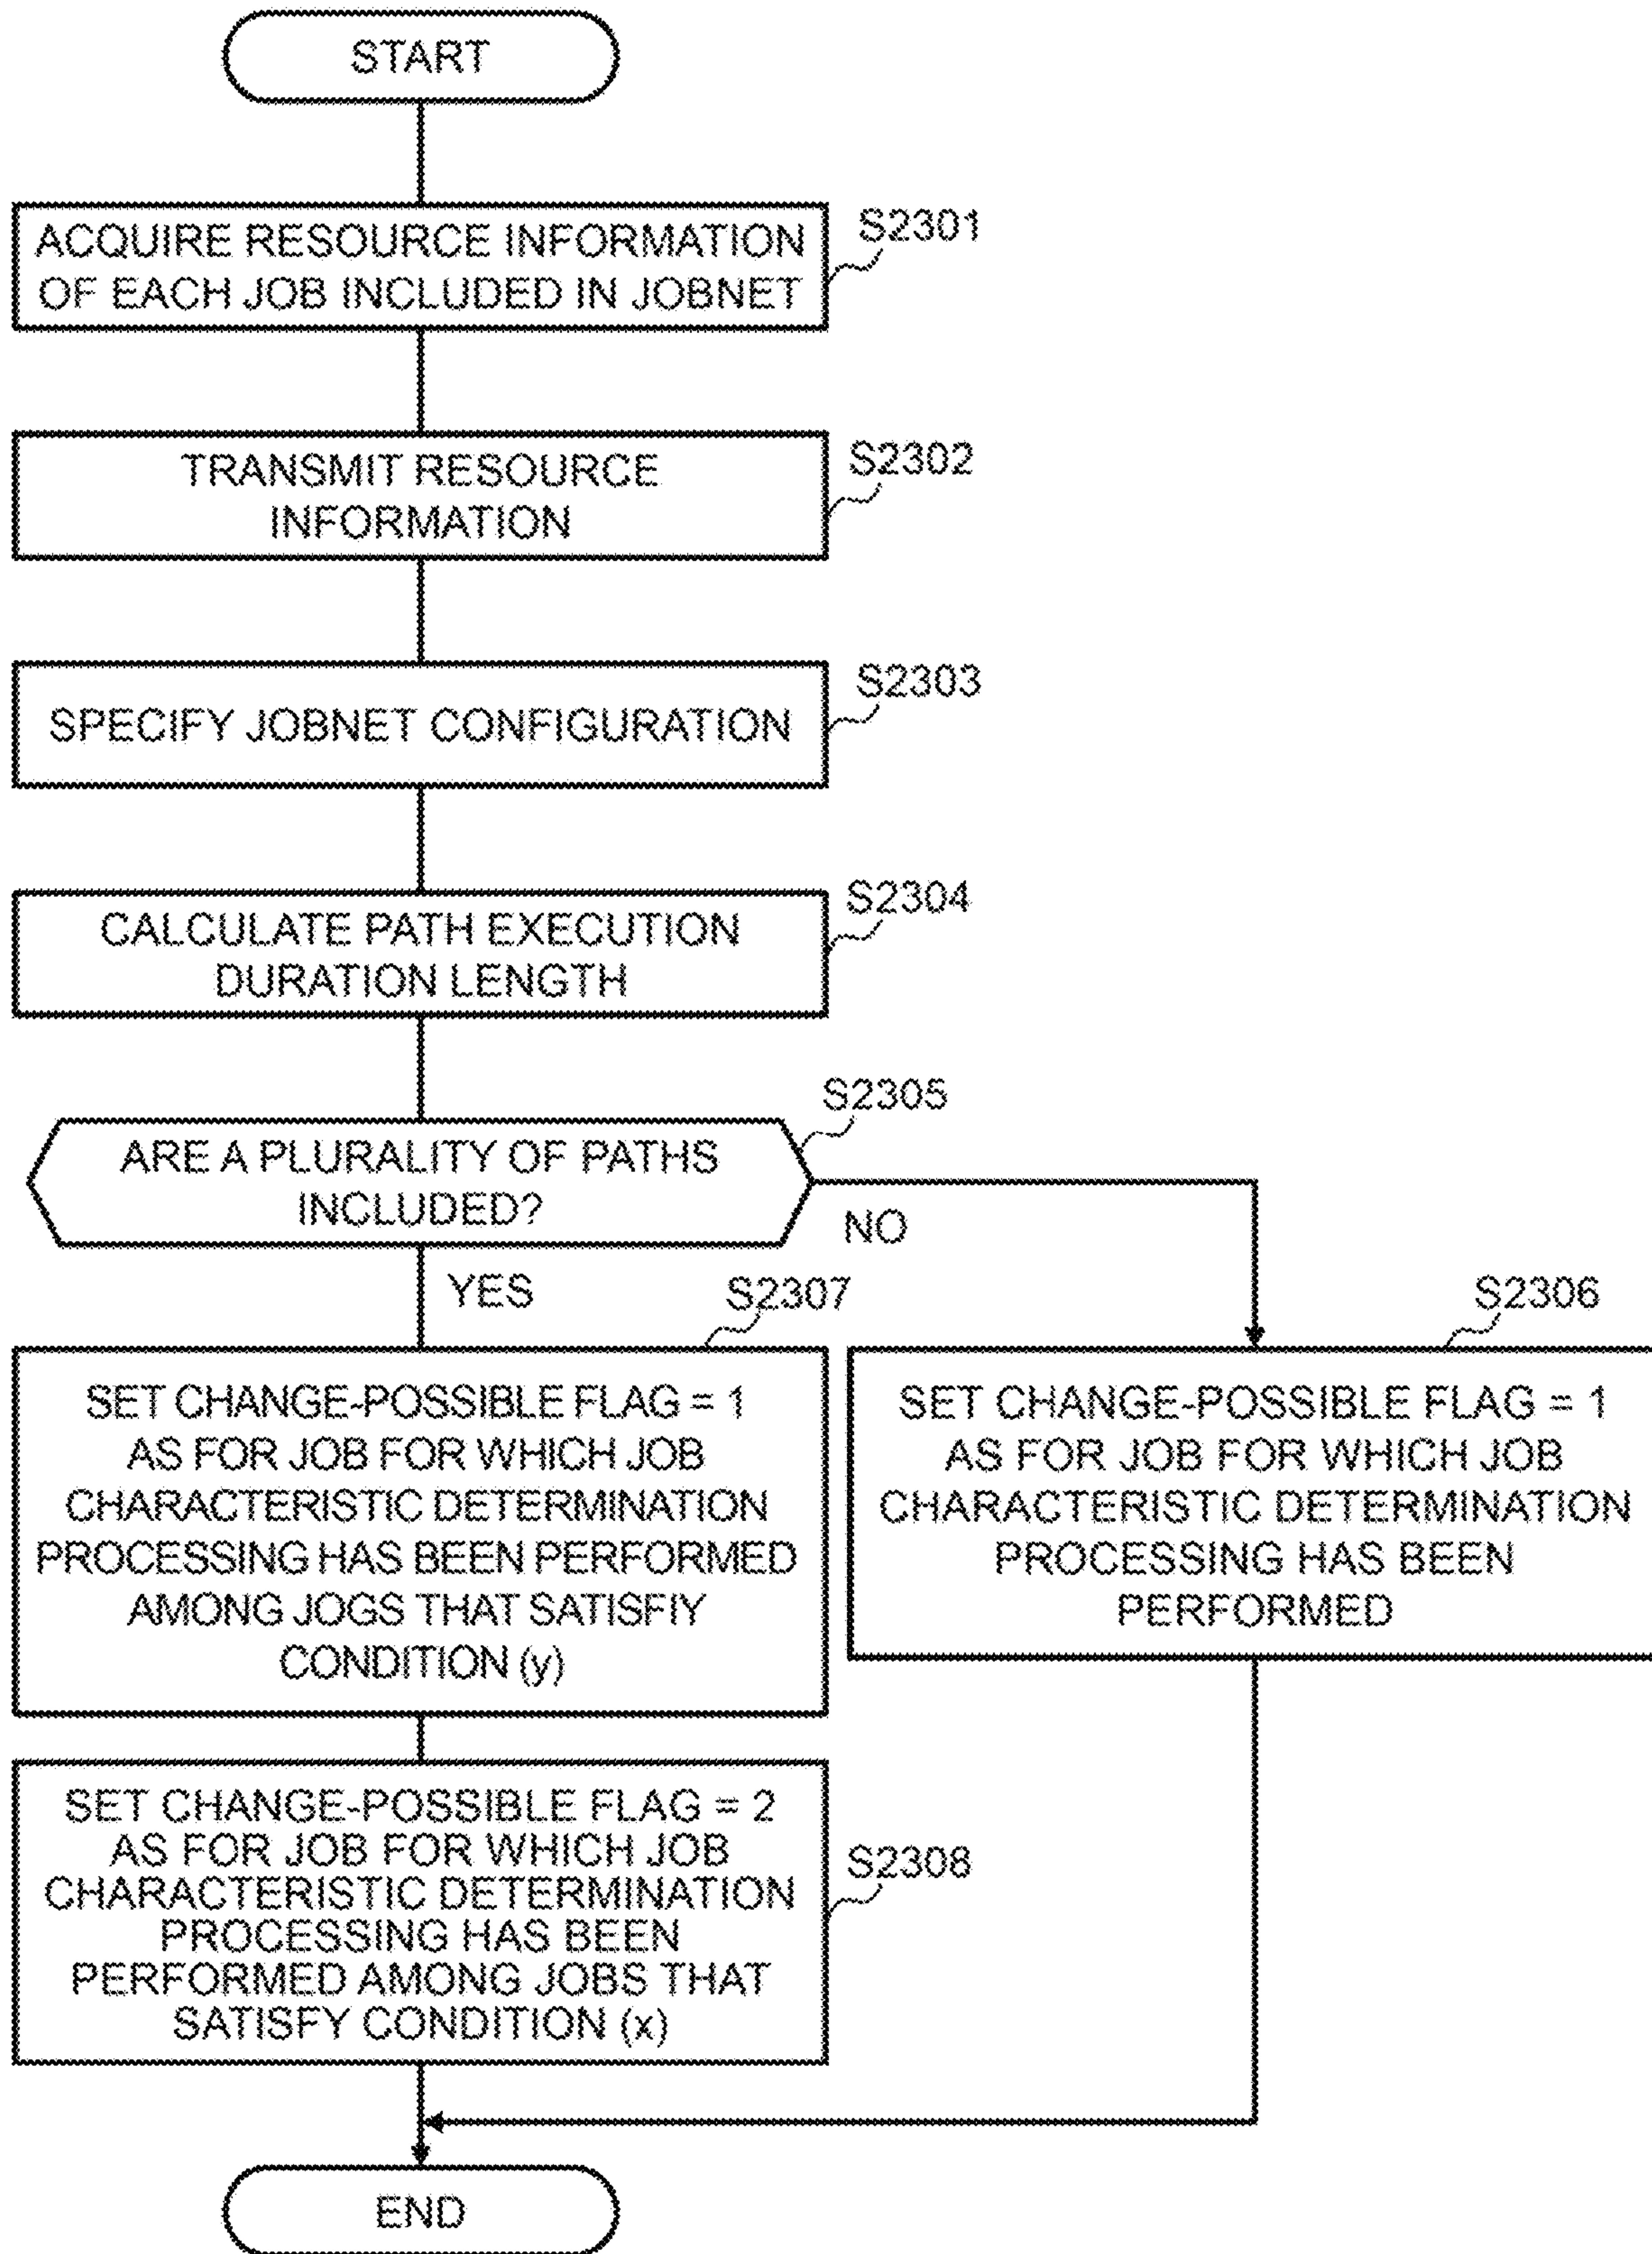 START
ACQUIRE RESOURCE INFORMATION
OF EACH JOB INCLUDED IN JOBNET
S2301
TRANSMIT RESOURCE
INFORMATION
S2302
SPECIFY JOBNET CONFIGURATION
S2303
CALCULATE PATH EXECUTION
DURATION LENGTH
S2304
ARE A PLURALITY OF PATHS
INCLUDED?
S2305
NO
YES
S2307
SET CHANGE-POSSIBLE FLAG = 1
AS FOR JOB FOR WHICH JOB
CHARACTERISTIC DETERMINATION
PROCESSING HAS BEEN PERFORMED
AMONG JOGS THAT SATISFIY
CONDITION (y)
S2306
SET CHANGE-POSSIBLE FLAG = 1
AS FOR JOB FOR WHICH JOB
CHARACTERISTIC DETERMINATION
PROCESSING HAS BEEN
PERFORMED
SET CHANGE-POSSIBLE FLAG = 2
AS FOR JOB FOR WHICH JOB
CHARACTERISTIC DETERMINATION
PROCESSING HAS BEEN
PERFORMED AMONG JOBS THAT
SATISFY CONDITION (x)
S2308
END